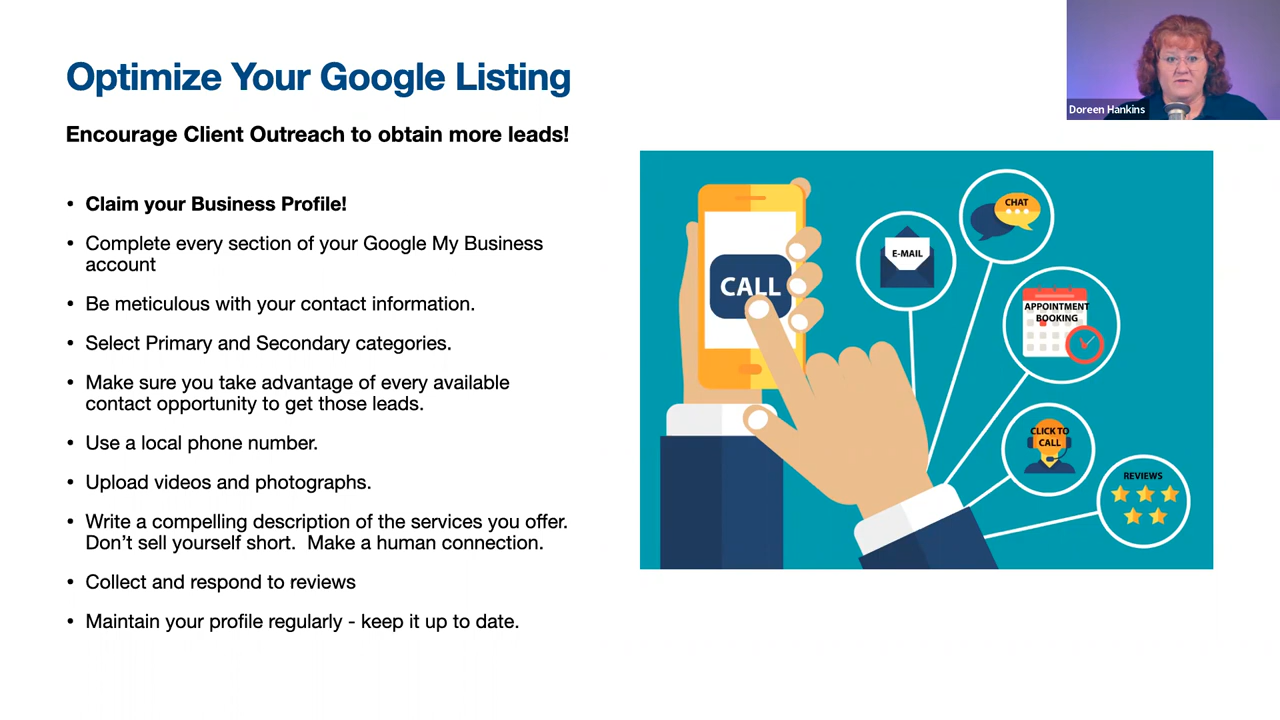 Optimize Your Google Listing
Doreen Hankins
Encourage Client Outreach to obtain more leads!
• Claim your Business Profile!
• Complete every section of your Google My Business
account
• Be meticulous with your contact information.
• Select Primary and Secondary categories.
• Make sure you take advantage of every available
contact opportunity to get those leads.
• Use a local phone number.
• Upload videos and photographs.
• Write a compelling description of the services you offer.
Don’t sell yourself short.  Make a human connection.
• Collect and respond to reviews
• Maintain your profile regularly - keep it up to date.
CALL
E-MAIL
CHAT
APPOINTMENT
BOOKING
CLICK TO
CALL
REVIEWS